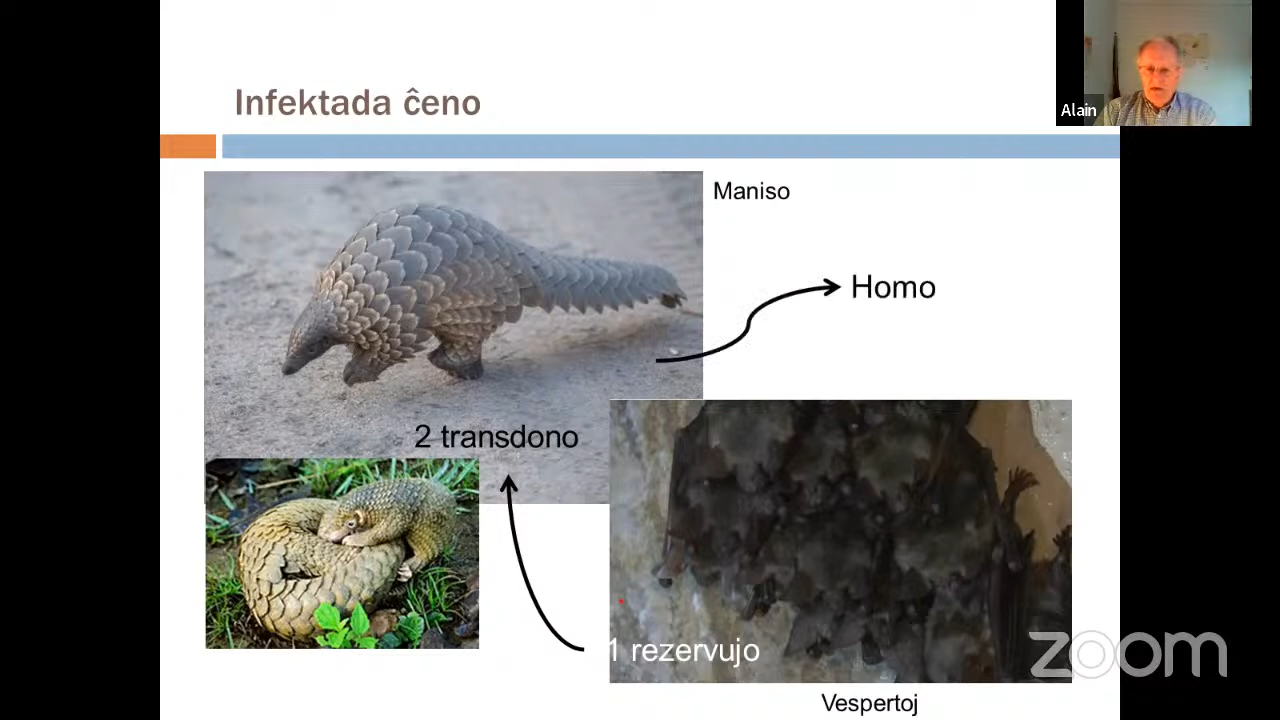 Alain
Infektada ĉeno
Maniso
Homo
2 transdono
1 rezervujo
zoom
Vespertoj